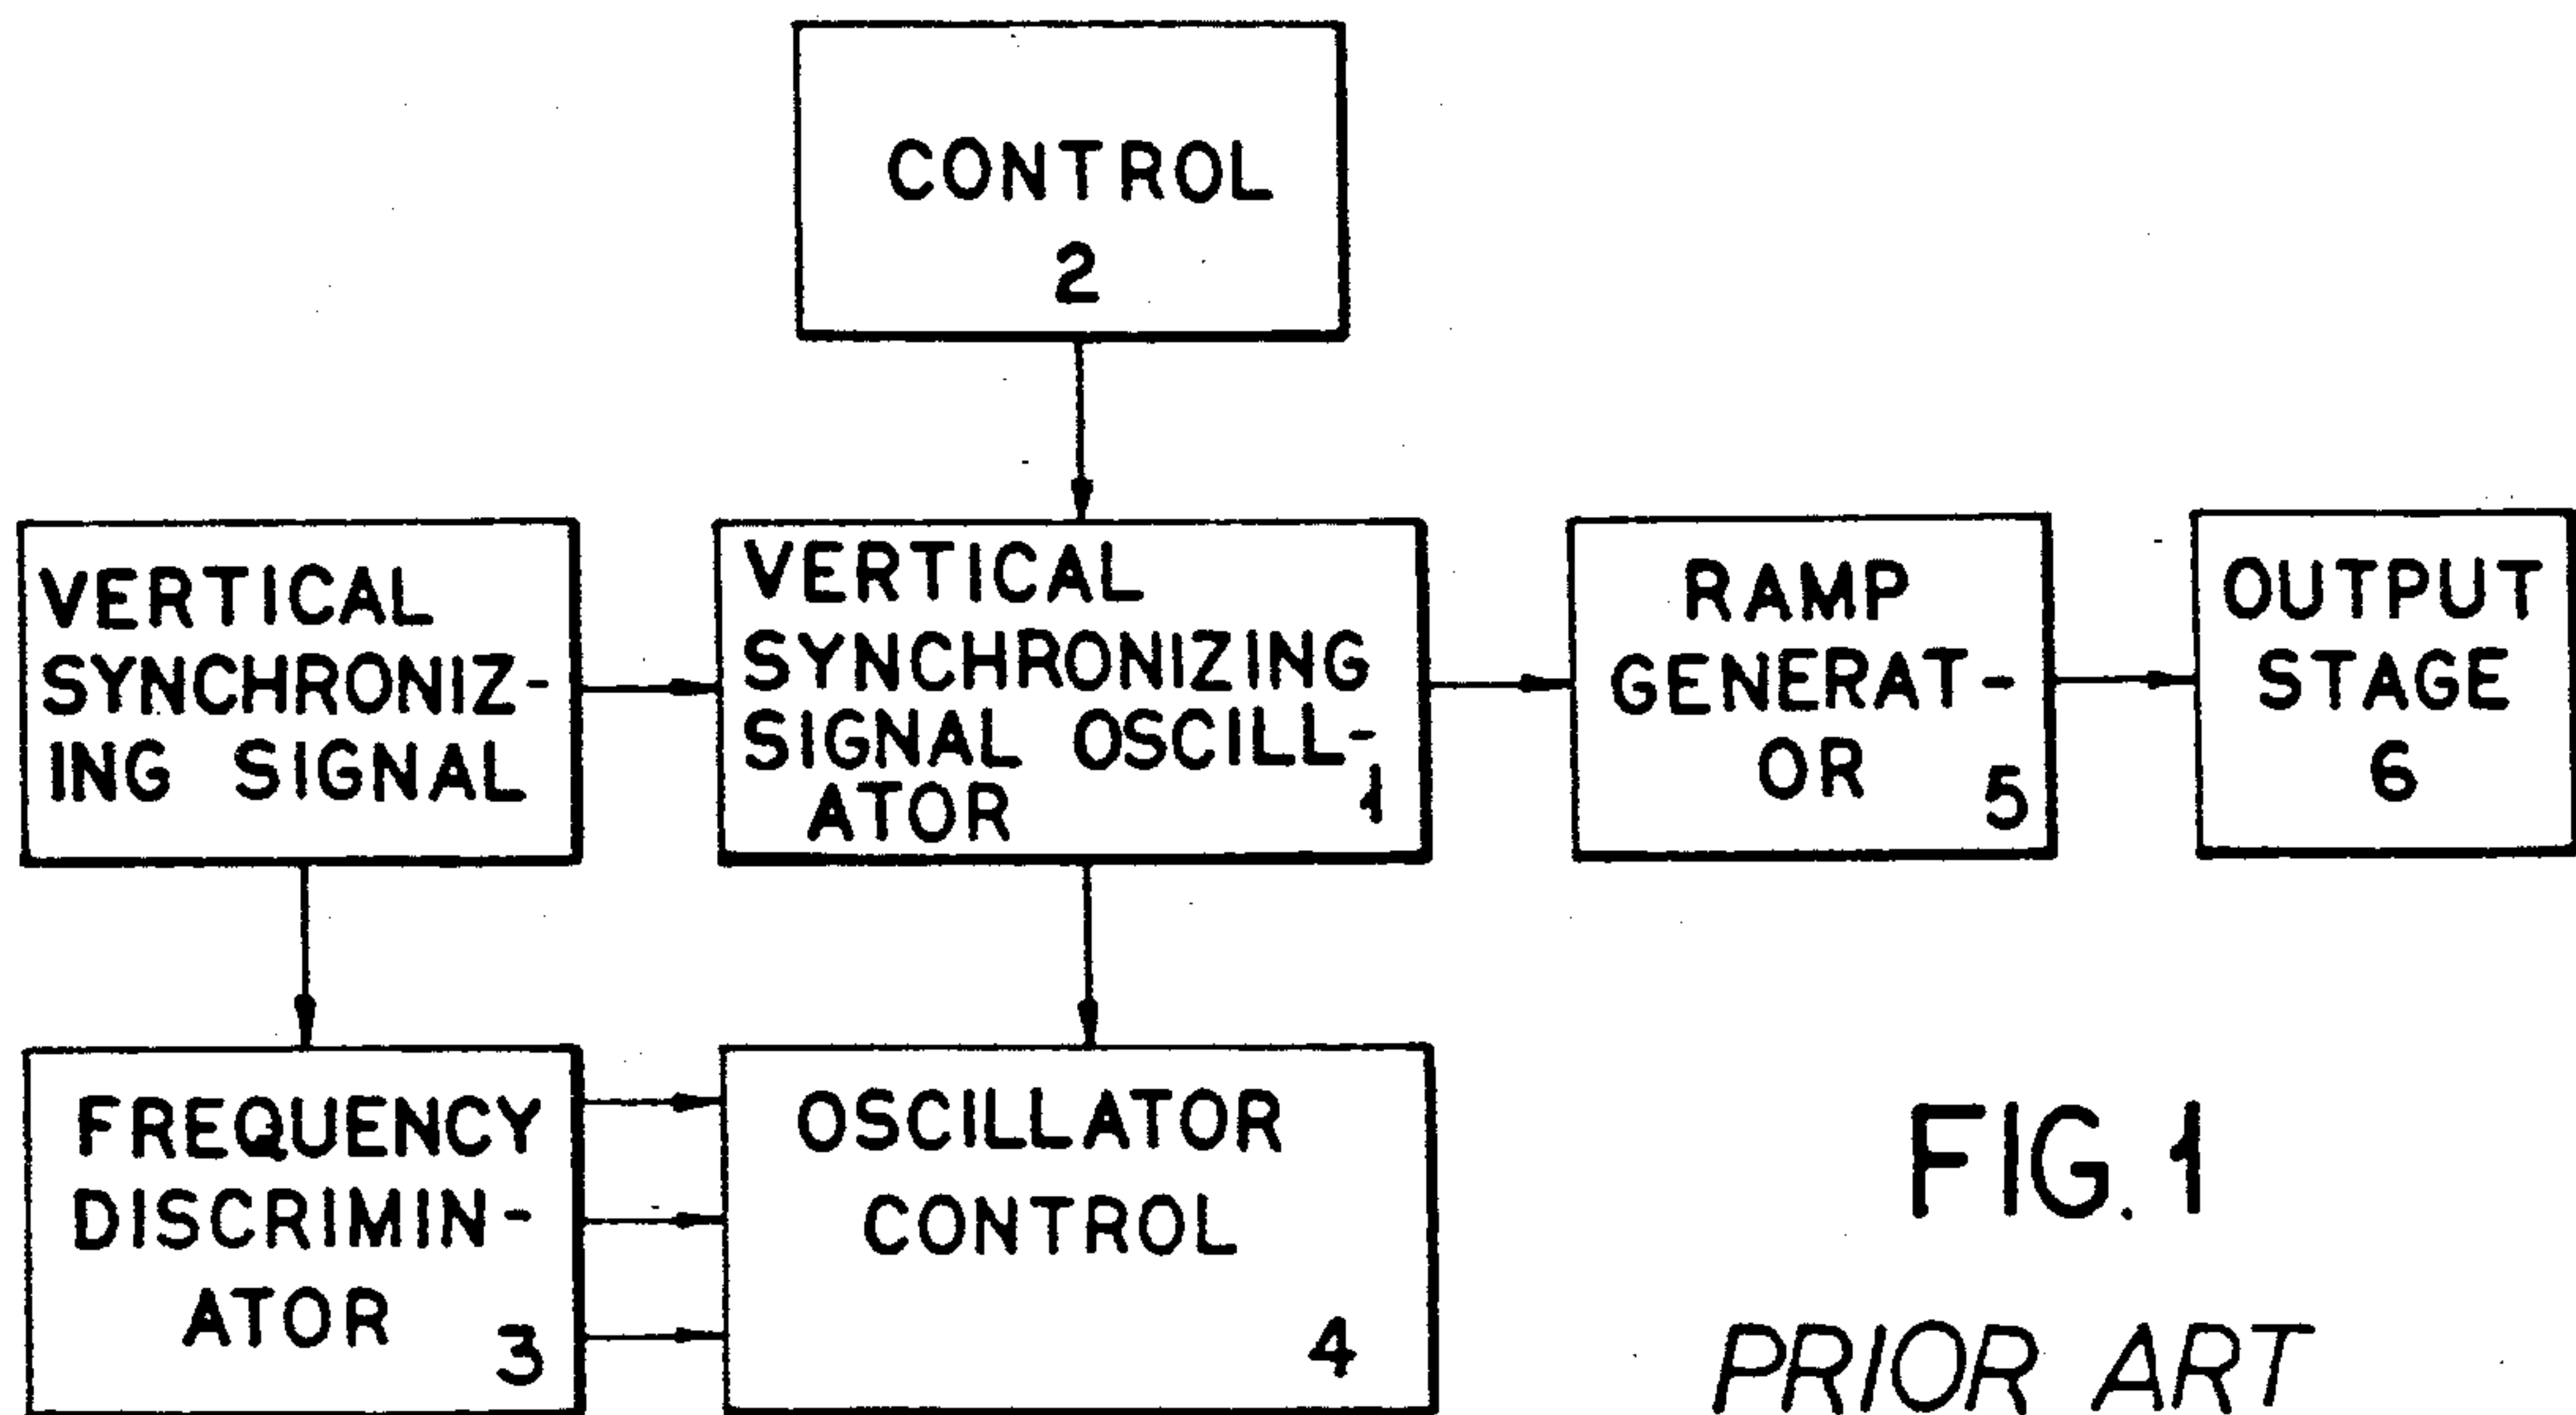 CONTROL
2
VERTICAL
SYNCHRONIZ-
ING SIGNAL
VERTICAL
SYNCHRONIZING
SIGNAL OSCILL-
ATOR
1
RAMP
GENERAT-
OR
5
OUTPUT
STAGE
6
FREQUENCY
DISCRIMIN-
ATOR
3
OSCILLATOR
CONTROL
4
FIG. 1
PRIOR ART